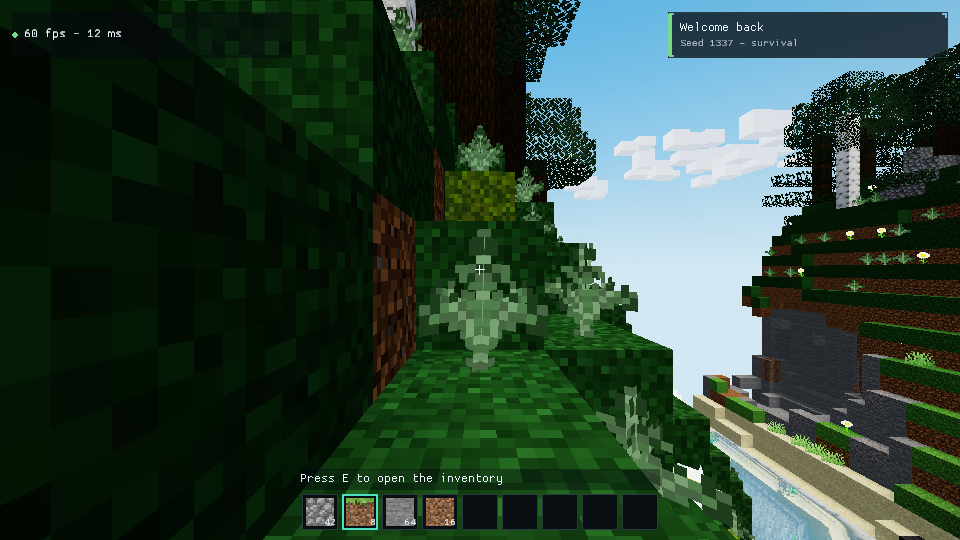 60 fps – 12 ms
Welcome back
Seed 1337 – survival
Press E to open the inventory
42
8
64
16